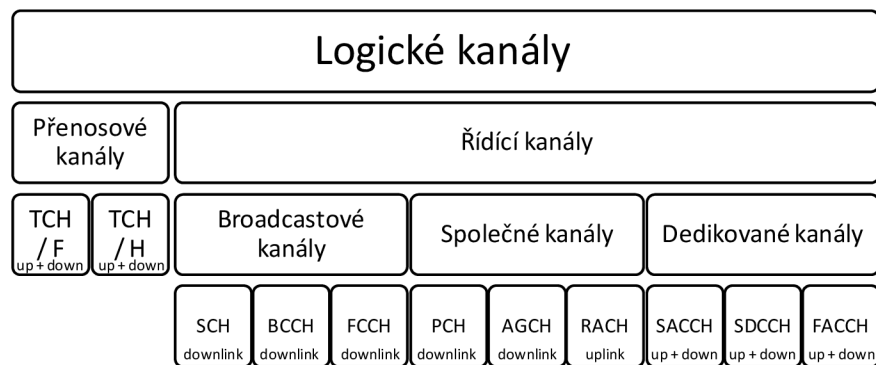 Logické kanály
Přenosové
kanály
Řídící kanály
TCH
/ F
up + down
TCH
/ H
up + down
Broadcastové
kanály
Společné kanály
Dedikované kanály
SCH
downlink
BCCH
downlink
FCCH
downlink
PCH
downlink
AGCH
downlink
RACH
uplink
SACCH
up + down
SDCCH
up + down
FACCH
up + down